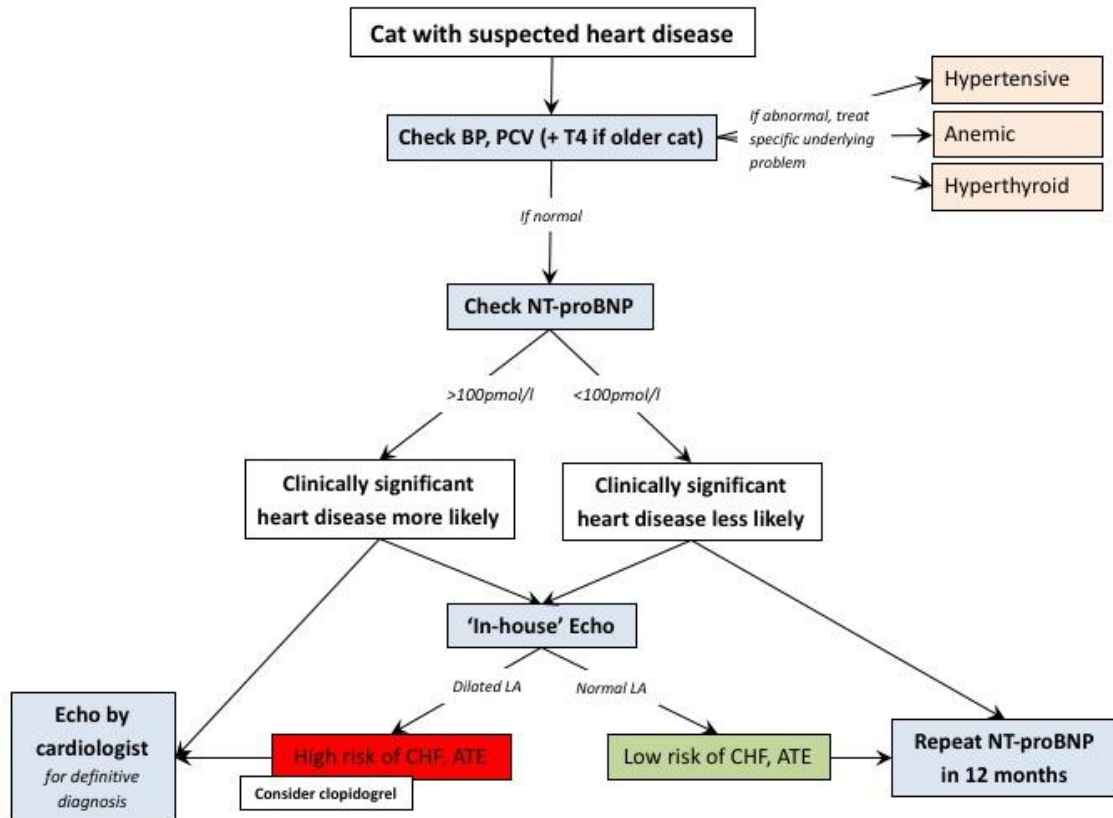 Cat with suspected heart disease
Hypertensive
If abnormal, treat
specific underlying
problem
Check BP, PCV (+ T4 if older cat)
Anemic
Hyperthyroid
If normal
Check NT-proBNP
>100pmol/l
<100pmol/l
Clinically significant
heart disease more likely
Clinically significant
heart disease less likely
‘In-house’ Echo
Dilated LA
Normal LA
Echo by
cardiologist
for definitive
diagnosis
High risk of CHF, ATE
Consider clopidogrel
Low risk of CHF, ATE
Repeat NT-proBNP
in 12 months